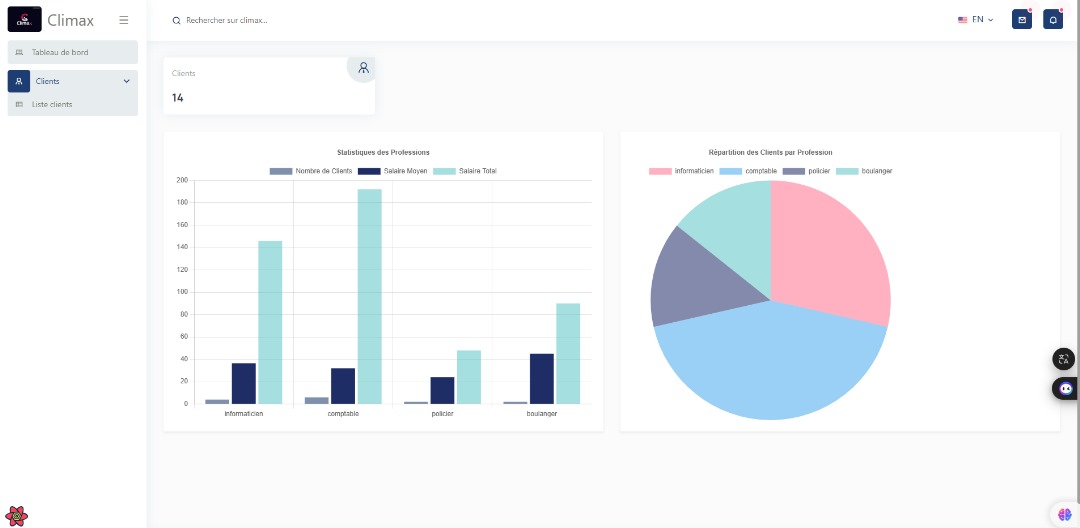 Climax
Climax
Rechercher sur climax...
EN
Tableau de bord
Clients
Liste clients
Clients
14
Statistiques des Professions
Nombre de Clients
Salaire Moyen
Salaire Total
200
180
160
140
120
100
80
60
40
20
0
informaticien
comptable
policier
boulanger
Répartition des Clients par Profession
informaticien
comptable
policier
boulanger